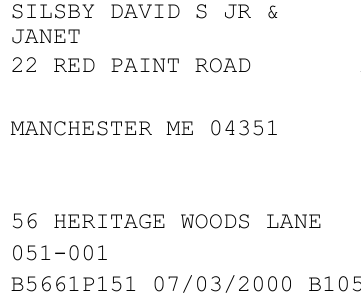 SILSBY DAVID S JR &
JANET
22 RED PAINT ROAD
MANCHESTER ME 04351
56 HERITAGE WOODS LANE
051-001
B5661P151 07/03/2000 B105